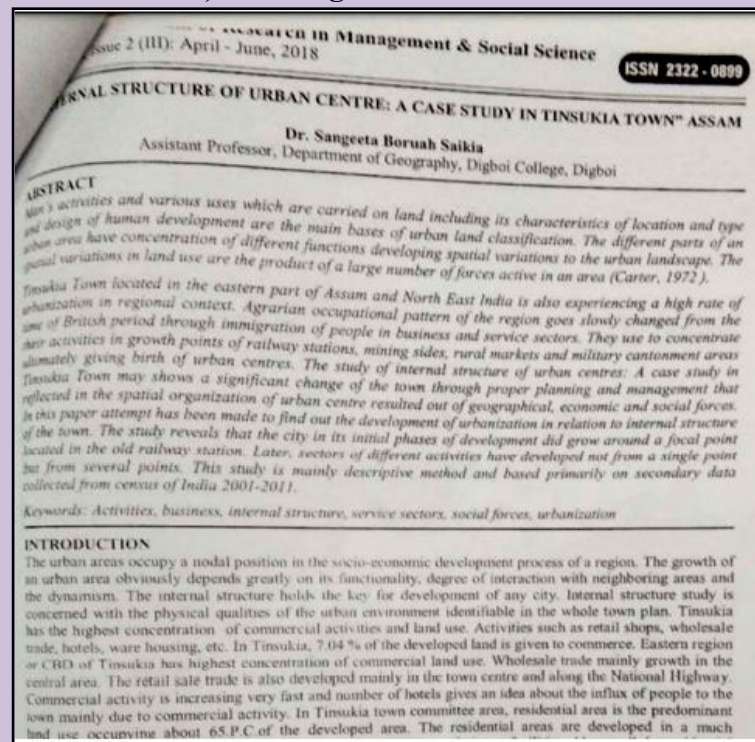 Research in Management & Social Science
Issue 2 (III): April - June, 2018
ISSN 2322 - 0899
STRUCTURE OF URBAN CENTRE: A CASE STUDY IN TINSUKIA TOWN" ASSAM
Dr. Sangeeta Boruah Saikia
Assistant Professor, Department of Geography, Digboi College, Digboi
ABSTRACT
Man's activities and various uses which are carried on land including its characteristics of location and type
and design of human development are the main bases of urban land classification. The different parts of an
urban area have concentration of different functions developing spatial variations to the urban landscape. The
spatial variations in land use are the product of a large number of forces active in an area (Carter, 1972).
Tinsukia Town located in the eastern part of Assam and North East India is also experiencing a high rate of
urbanization in regional context. Agrarian occupational pattern of the region goes slowly changed from the
time of British period through immigration of people in business and service sectors. They use to concentrate
their activities in growth points of railway stations, mining sides, rural markets and military cantonment areas
ultimately giving birth of urban centres. The study of internal structure of urban centres: A case study in
Tinsukia Town may shows a significant change of the town through proper planning and management that
reflected in the spatial organization of urban centre resulted out of geographical, economic and social forces.
In this paper attempt has been made to find out the development of urbanization in relation to internal structure
of the town. The study reveals that the city in its initial phases of development did grow around a focal point
located in the old railway station. Later, sectors of different activities have developed not from a single point
but from several points. This study is mainly descriptive method and based primarily on secondary data
collected from census of India 2001-2011.
Keywords: Activities, business, internal structure, service sectors, social forces, urbanization
INTRODUCTION
The urban areas occupy a nodal position in the socio-economic development process of a region. The growth of
an urban area obviously depends greatly on its functionality, degree of interaction with neighboring areas and
the dynamism. The internal structure holds the key for development of any city. Internal structure study is
concerned with the physical qualities of the urban environment identifiable in the whole town plan. Tinsukia
has the highest concentration of commercial activities and land use. Activities such as retail shops, wholesale
trade, hotels, ware housing, etc. In Tinsukia, 7.04 % of the developed land is given to commerce. Eastern region
or CBD of Tinsukia has highest concentration of commercial land use. Wholesale trade mainly growth in the
central area. The retail sale trade is also developed mainly in the town centre and along the National Highway.
Commercial activity is increasing very fast and number of hotels gives an idea about the influx of people to the
town mainly due to commercial activity. In Tinsukia town committee area, residential area is the predominant
land use occupying about 65.P.C.of the developed area. The residential areas are developed in a much